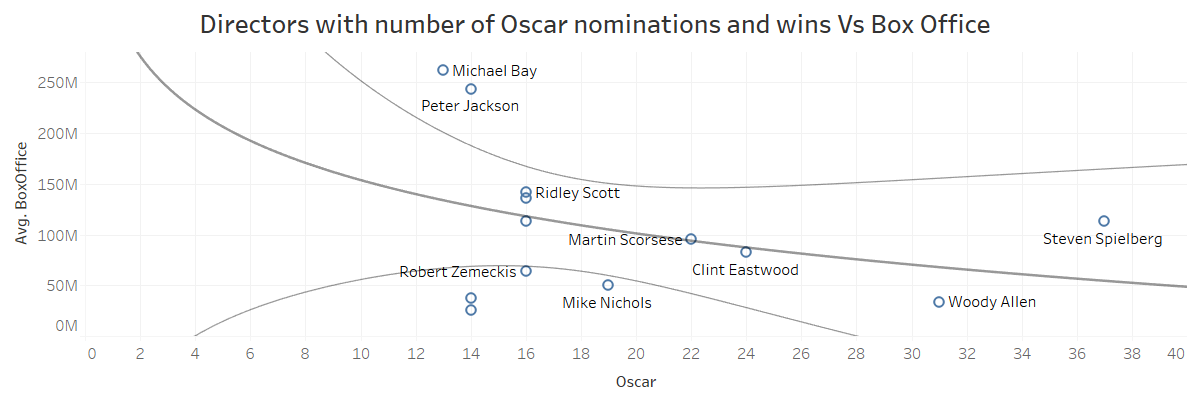 Directors with number of Oscar nominations and wins Vs Box Office
Avg. BoxOffice
250M
200M
150M
100M
50M
0M
Michael Bay
Peter Jackson
Ridley Scott
Martin Scorsese
Steven Spielberg
Clint Eastwood
Robert Zemeckis
Mike Nichols
Woody Allen
0 2 4 6 8 10 12 14 16 18 20 22 24 26 28 30 32 34 36 38 40
Oscar